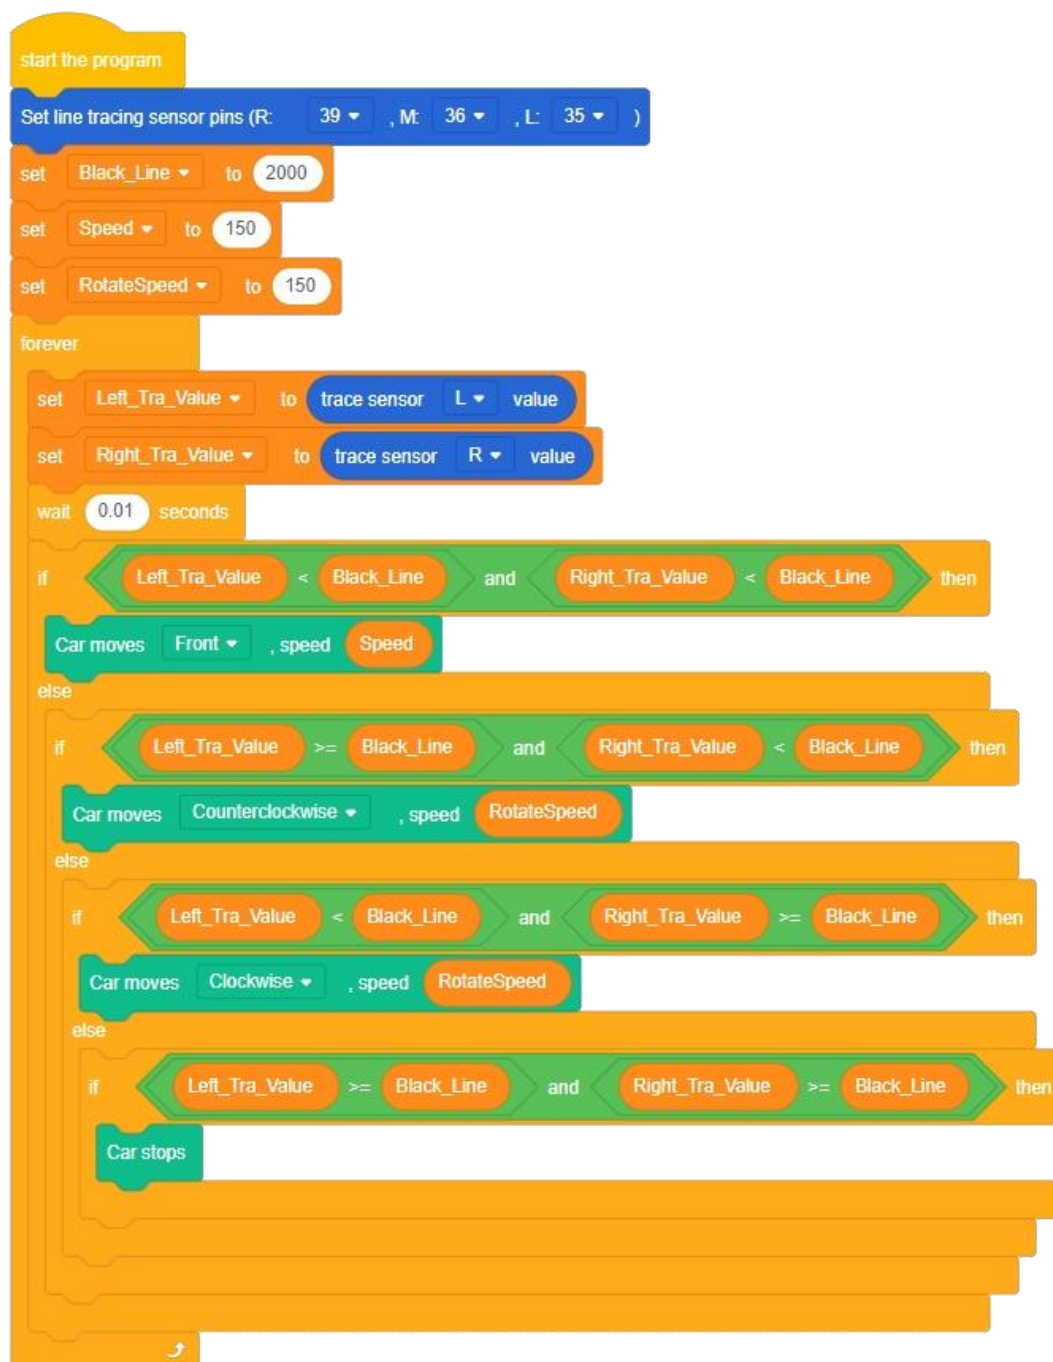 start the program
Set line tracing sensor pins (R: 39 , M: 36 , L: 35 )
set Black_Line to 2000
set Speed to 150
set RotateSpeed to 150
forever
set Left_Tra_Value to trace sensor L value
set Right_Tra_Value to trace sensor R value
wait 0.01 seconds
if Left_Tra_Value < Black_Line and Right_Tra_Value < Black_Line then
Car moves Front , speed Speed
else
if Left_Tra_Value >= Black_Line and Right_Tra_Value < Black_Line then
Car moves Counterclockwise , speed RotateSpeed
else
if Left_Tra_Value < Black_Line and Right_Tra_Value >= Black_Line then
Car moves Clockwise , speed RotateSpeed
else
if Left_Tra_Value >= Black_Line and Right_Tra_Value >= Black_Line then
Car stops